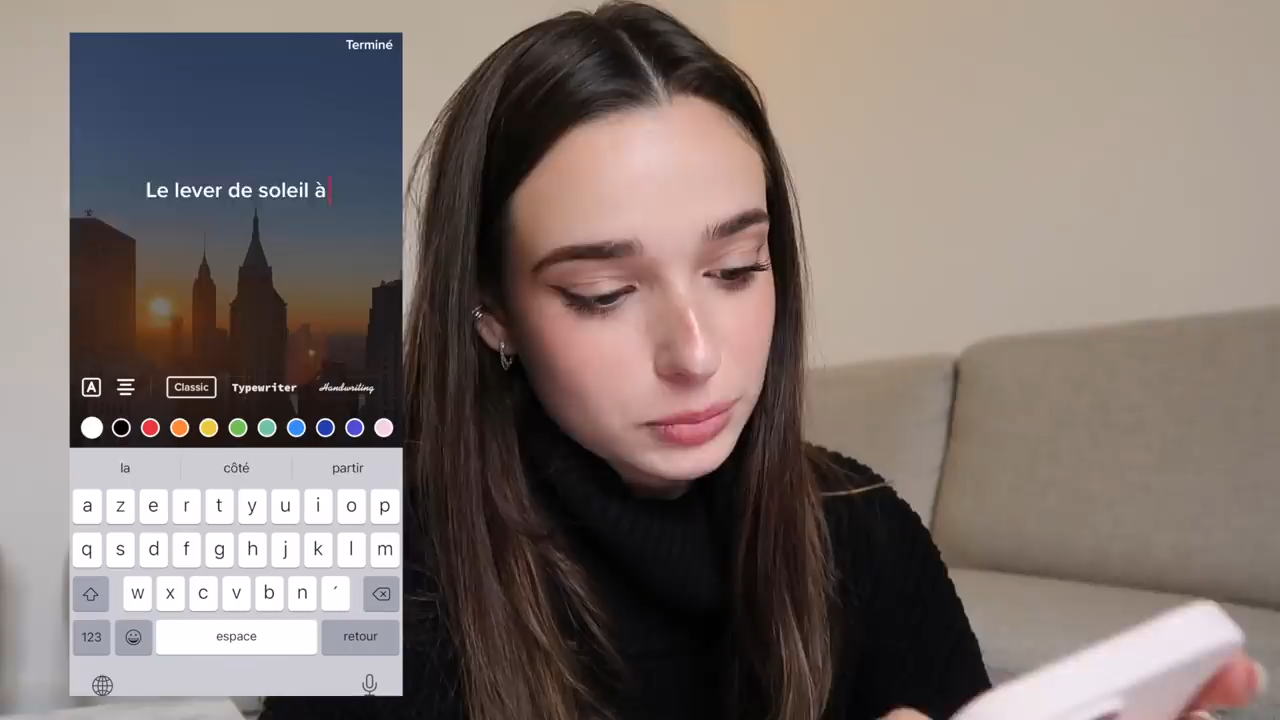 Terminé
Le lever de soleil à
A Classic Typewriter Handwriting
la côté partir
a z e r t y u i o p
q s d f g h j k l m
w x c v b n ´
123 espace retour